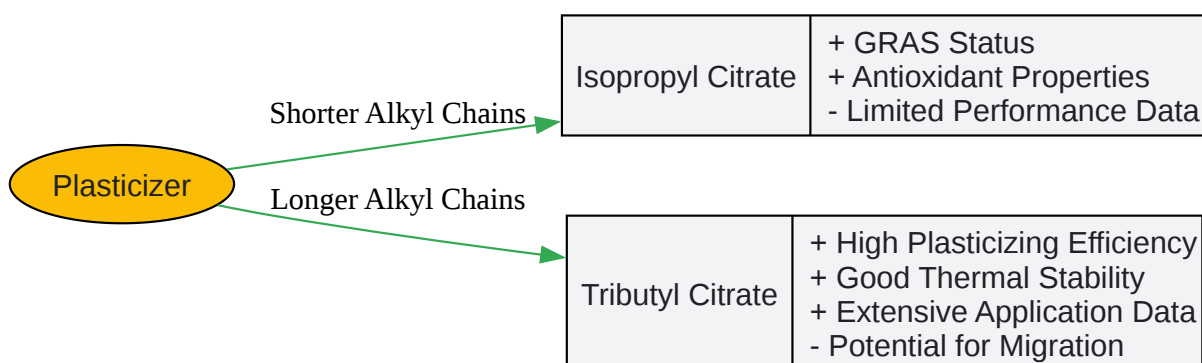 Plasticizer
Shorter Alkyl Chains
Longer Alkyl Chains
Isopropyl Citrate
+ GRAS Status
+ Antioxidant Properties
- Limited Performance Data
Tributyl Citrate
+ High Plasticizing Efficiency
+ Good Thermal Stability
+ Extensive Application Data
- Potential for Migration